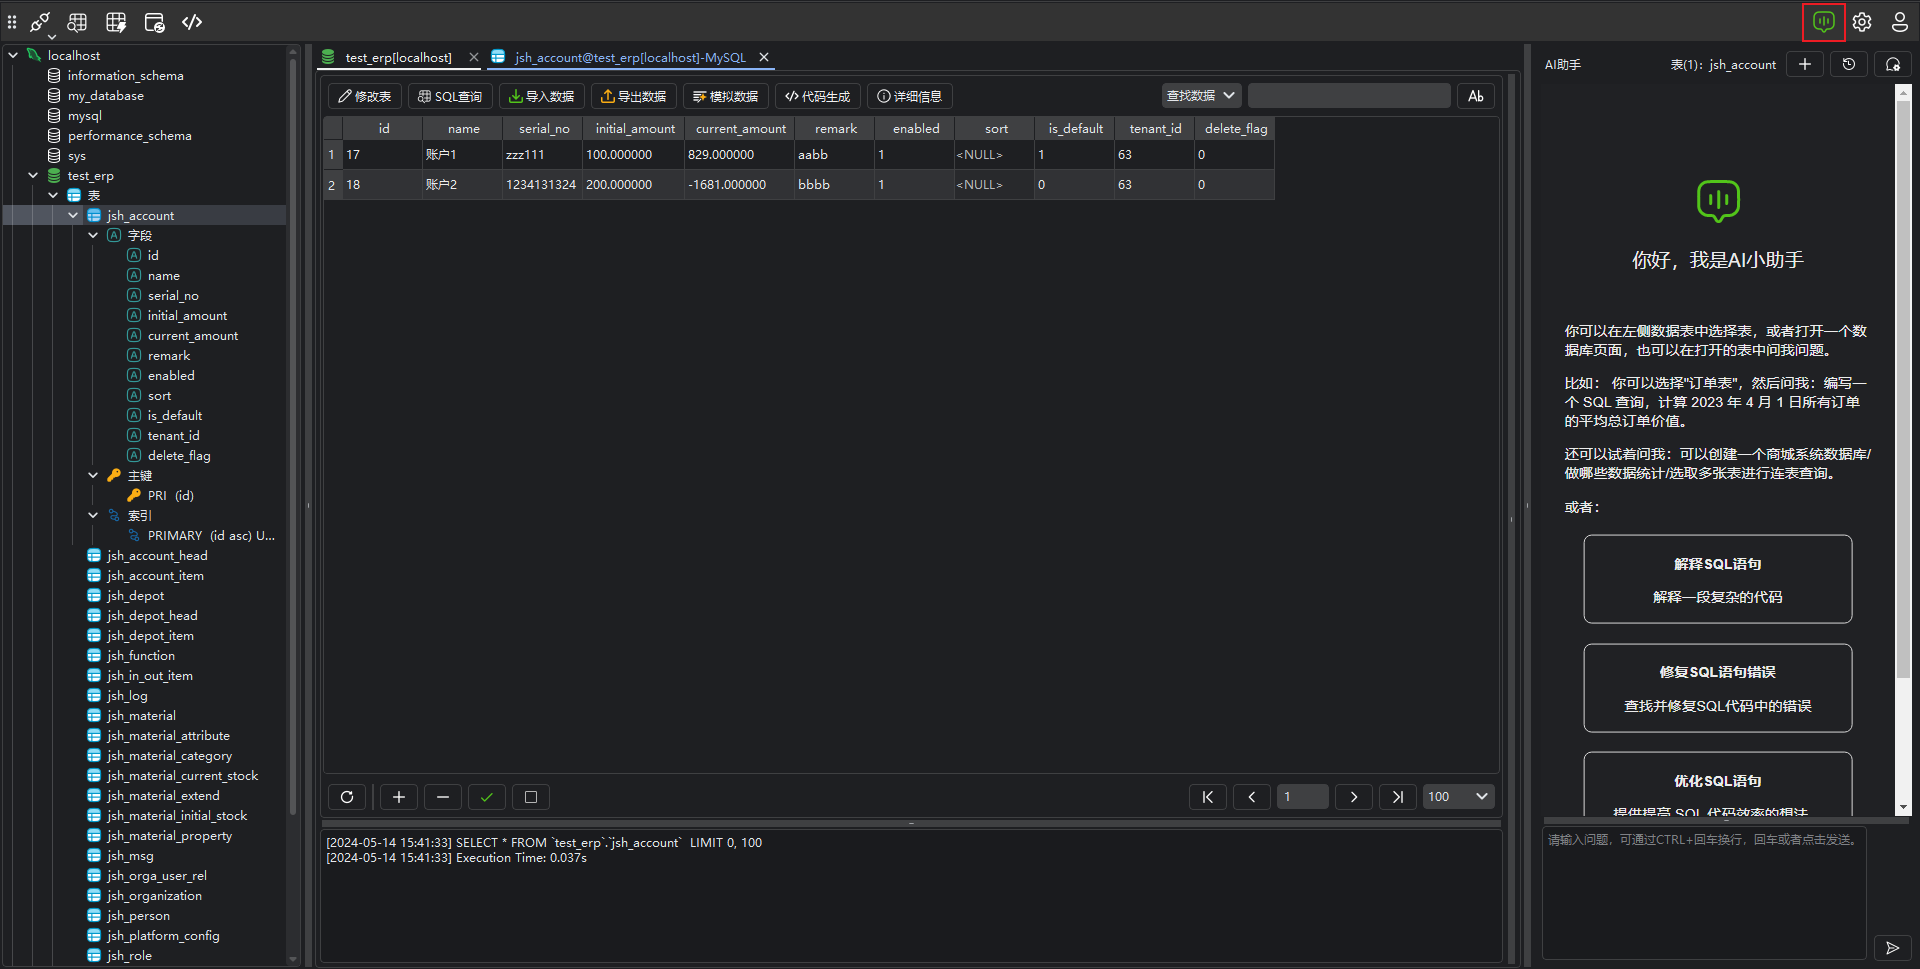 localhost
information_schema
my_database
mysql
performance_schema
sys
test_erp
表
jsh_account
字段
id
name
serial_no
initial_amount
current_amount
remark
enabled
sort
is_default
tenant_id
delete_flag
主键
PRI (id)
索引
PRIMARY (id asc) U...
jsh_account_head
jsh_account_item
jsh_depot
jsh_depot_head
jsh_depot_item
jsh_function
jsh_in_out_item
jsh_log
jsh_material
jsh_material_attribute
jsh_material_category
jsh_material_current_stock
jsh_material_extend
jsh_material_initial_stock
jsh_material_property
jsh_msg
jsh_orga_user_rel
jsh_organization
jsh_person
jsh_platform_config
jsh_role
test_erp[localhost] jsh_account@test_erp[localhost]-MySQL
修改表 SQL查询 导入数据 导出数据 模拟数据 代码生成 详细信息 查找数据 Ab
id name serial_no initial_amount current_amount remark enabled sort is_default tenant_id delete_flag
1 17 账户1 zzz111 100.000000 829.000000 aabb 1 <NULL> 1 63 0
2 18 账户2 1234131324 200.000000 -1681.000000 bbbb 1 <NULL> 0 63 0
1 100
[2024-05-14 15:41:33] SELECT * FROM `test_erp`.`jsh_account` LIMIT 0, 100
[2024-05-14 15:41:33] Execution Time: 0.037s
AI助手 表(1)：jsh_account
你好，我是AI小助手
你可以在左侧数据表中选择表，或者打开一个数
据库页面，也可以在打开的表中问我问题。
比如： 你可以选择"订单表"，然后问我：编写一
个 SQL 查询，计算 2023 年 4 月 1 日所有订单
的平均总订单价值。
还可以试着问我：可以创建一个商城系统数据库/
做哪些数据统计/选取多张表进行连表查询。
或者：
解释SQL语句
解释一段复杂的代码
修复SQL语句错误
查找并修复SQL代码中的错误
优化SQL语句
提供提高 SQL 代码效率的想法
请输入问题，可通过CTRL+回车换行，回车或者点击发送。